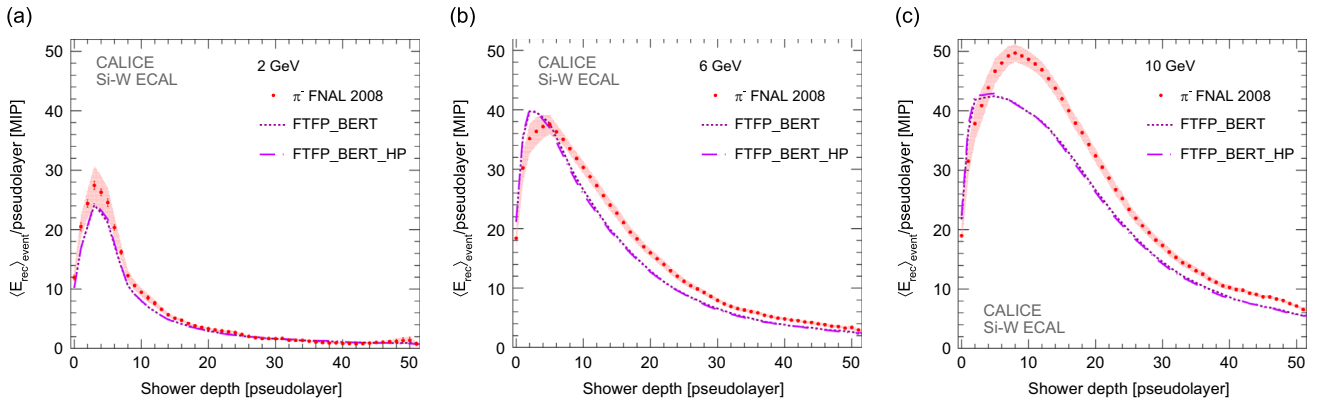 (a)
⟨E_rec⟩_event/pseudolayer [MIP]
50
40
30
20
10
0
CALICE
Si-W ECAL
2 GeV
π⁻ FNAL 2008
FTFP_BERT
FTFP_BERT_HP
0 10 20 30 40 50
Shower depth [pseudolayer]
(b)
⟨E_rec⟩_event/pseudolayer [MIP]
50
40
30
20
10
0
CALICE
Si-W ECAL
6 GeV
π⁻ FNAL 2008
FTFP_BERT
FTFP_BERT_HP
0 10 20 30 40 50
Shower depth [pseudolayer]
(c)
⟨E_rec⟩_event/pseudolayer [MIP]
50
40
30
20
10
0
10 GeV
π⁻ FNAL 2008
FTFP_BERT
FTFP_BERT_HP
CALICE
Si-W ECAL
0 10 20 30 40 50
Shower depth [pseudolayer]